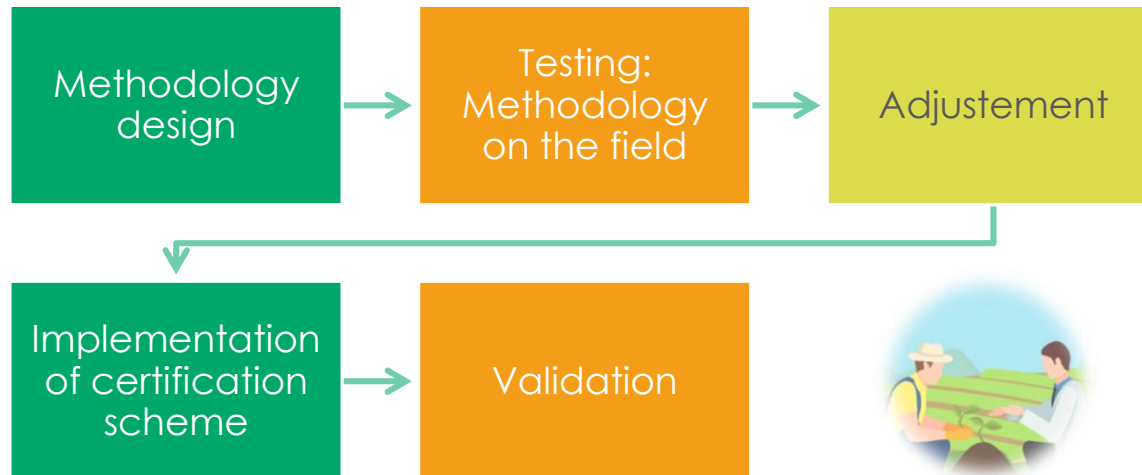 Methodology
design
Testing:
Methodology
on the field
Adjustement
Implementation
of certification
scheme
Validation